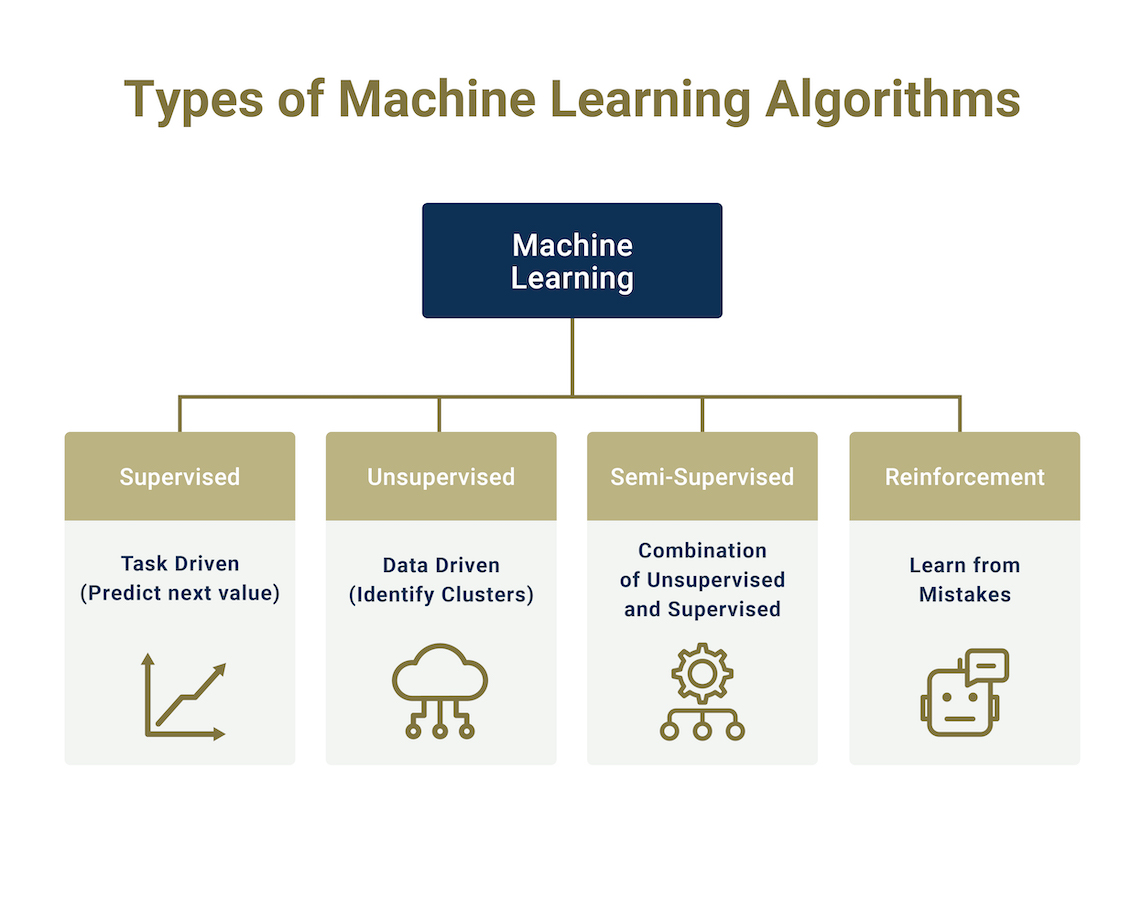 Types of Machine Learning Algorithms
Machine
Learning
Supervised
Task Driven
(Predict next value)
Unsupervised
Data Driven
(Identify Clusters)
Semi-Supervised
Combination
of Unsupervised
and Supervised
Reinforcement
Learn from
Mistakes